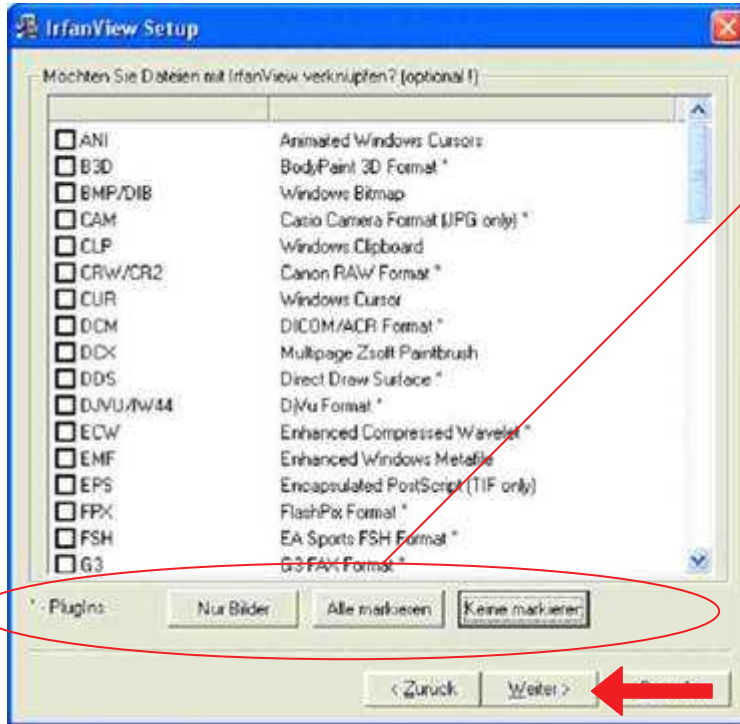 IrfanView Setup
Möchten Sie Dateien mit IrfanView verknüpfen? (optional !)
ANI Animated Windows Cursors
B3D BodyPaint 3D Format *
BMP/DIB Windows Bitmap
CAM Casio Camera Format (JPG only) *
CLP Windows Clipboard
CRW/CR2 Canon RAW Format *
CUR Windows Cursor
DCM DICOM/ACR Format *
DCX Multipage Zsoft Paintbrush
DDS Direct Draw Surface *
DJVU/IW44 DjVu Format *
ECW Enhanced Compressed Wavelet *
EMF Enhanced Windows Metafile
EPS Encapsulated PostScript (TIF only)
FPX FlashPix Format *
FSH EA Sports FSH Format *
G3 G3 FAX Format *
* - PlugIns Nur Bilder Alle markieren Keine markieren
< Zurück Weiter >